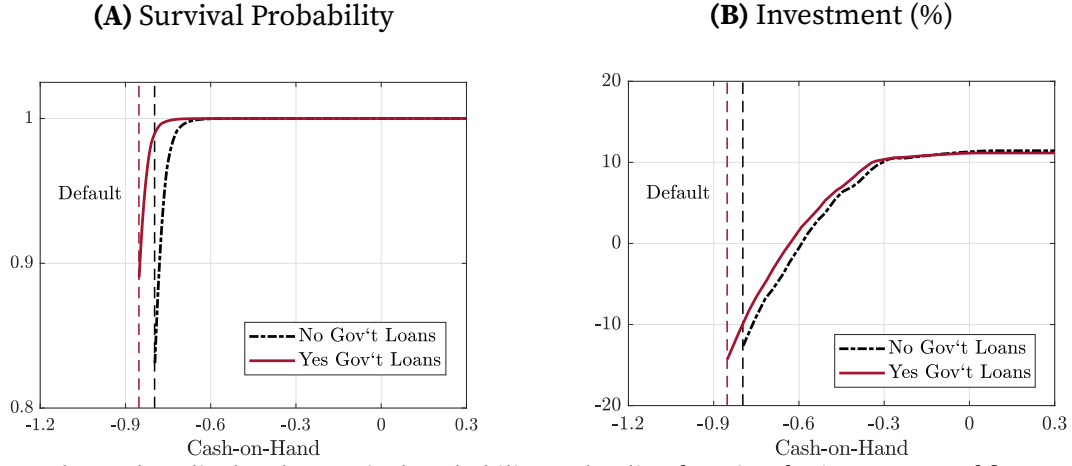 (A) Survival Probability
1
0.9
0.8
Default
No Gov't Loans
Yes Gov't Loans
-1.2 -0.9 -0.6 -0.3 0 0.3
Cash-on-Hand
(B) Investment (%)
20
10
0
-10
-20
Default
No Gov't Loans
Yes Gov't Loans
-1.2 -0.9 -0.6 -0.3 0 0.3
Cash-on-Hand